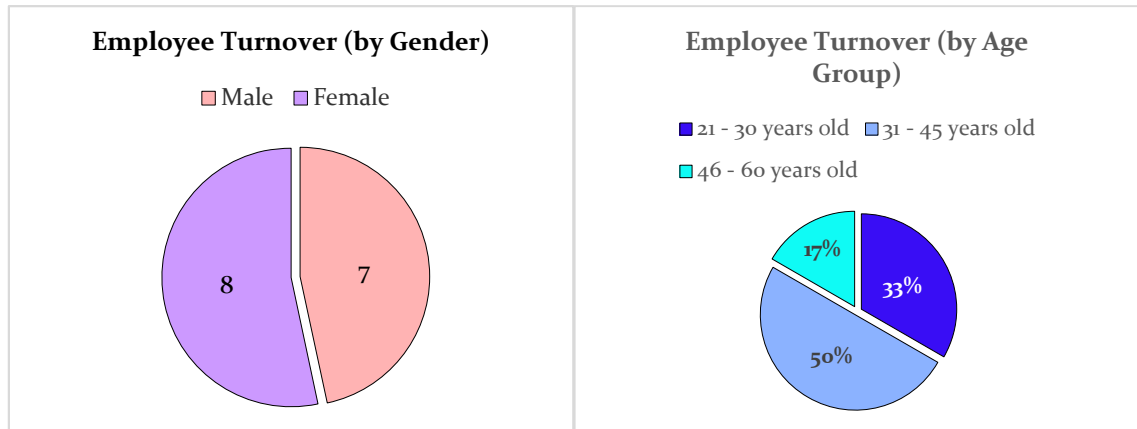 Employee Turnover (by Gender)
Male Female
8
7
Employee Turnover (by Age
Group)
21 - 30 years old 31 - 45 years old
46 - 60 years old
17%
33%
50%